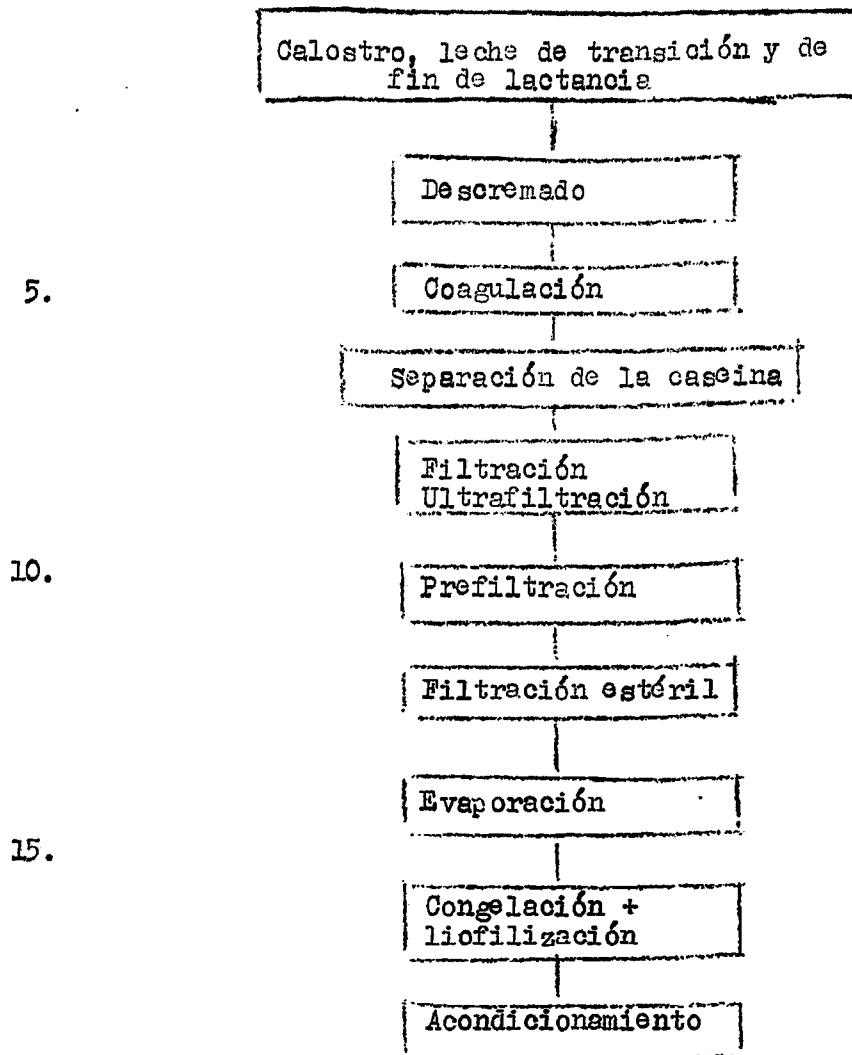 Calostro, leche de transición y de
fin de lactancia
Descremado
5.
Coagulación
Separación de la caseina
Filtración
Ultrafiltración
10.
Prefiltración
Filtración estéril
Evaporación
15.
Congelación +
liofilización
Acondicionamiento